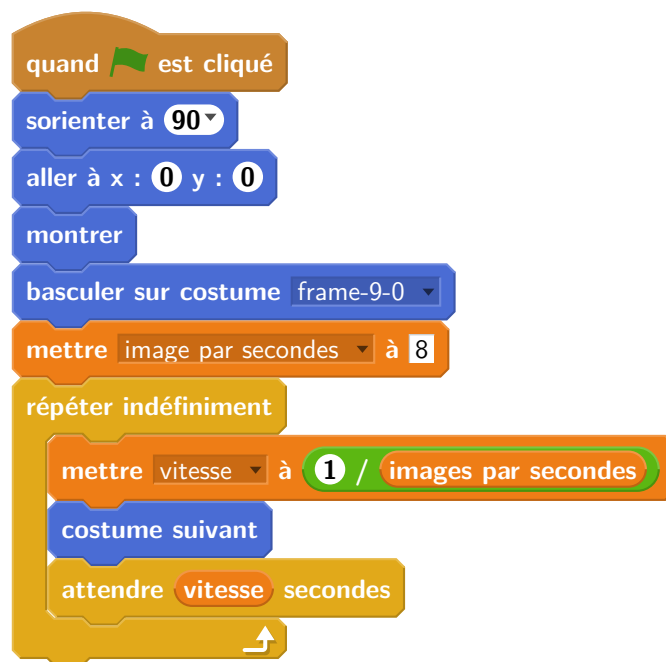 quand est cliqué
sorienter à 90
aller à x : 0 y : 0
montrer
basculer sur costume frame-9-0
mettre image par secondes à 8
répéter indéfiniment
mettre vitesse à 1 / images par secondes
costume suivant
attendre vitesse secondes